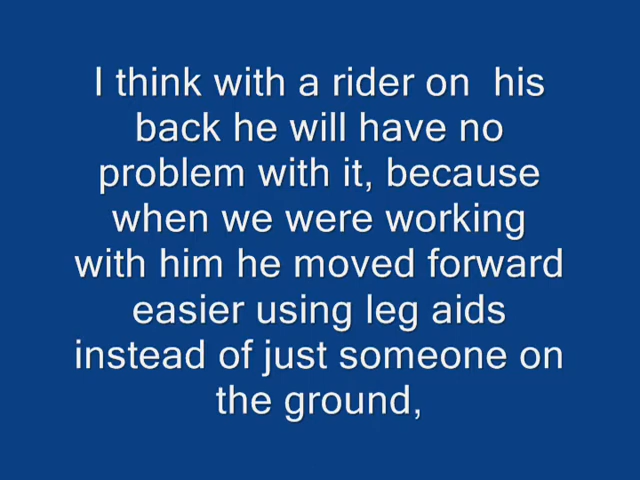 I think with a rider on  his
back he will have no
problem with it, because
when we were working
with him he moved forward
easier using leg aids
instead of just someone on
the ground,